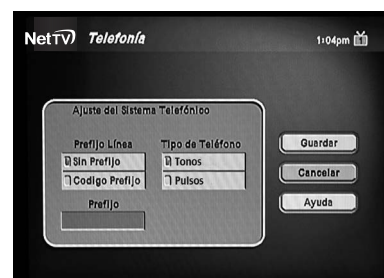 NetTV Telefonía 1:04pm
Ajuste del Sistema Telefónico
Prefijo Línea Tipo de Teléfono
Sin Prefijo Tonos
Codigo Prefijo Pulsos
Prefijo
Guardar
Cancelar
Ayuda